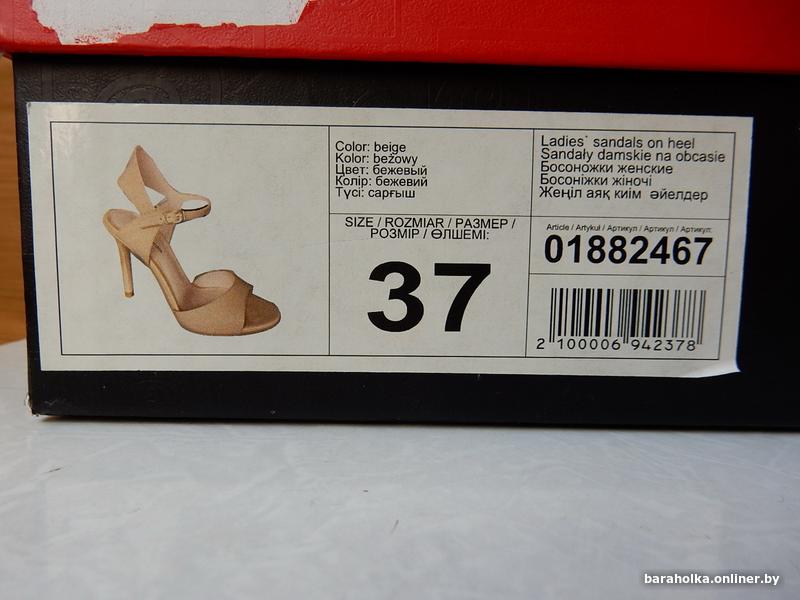 Color: beige
Kolor: beżowy
Цвет: бежевый
Колір: бежевий
Түсі: сарғыш
SIZE / ROZMIAR / РАЗМЕР /
РОЗМІР / ӨЛШЕМІ:
37
Ladies` sandals on heel
Sandały damskie na obcasie
Босоножки женские
Босоніжки жіночі
Жеңіл аяқ киім әйелдер
Article / Artykuł / Артикул / Артикул / Артикул:
01882467
2 100006 942378
baraholka.onliner.by